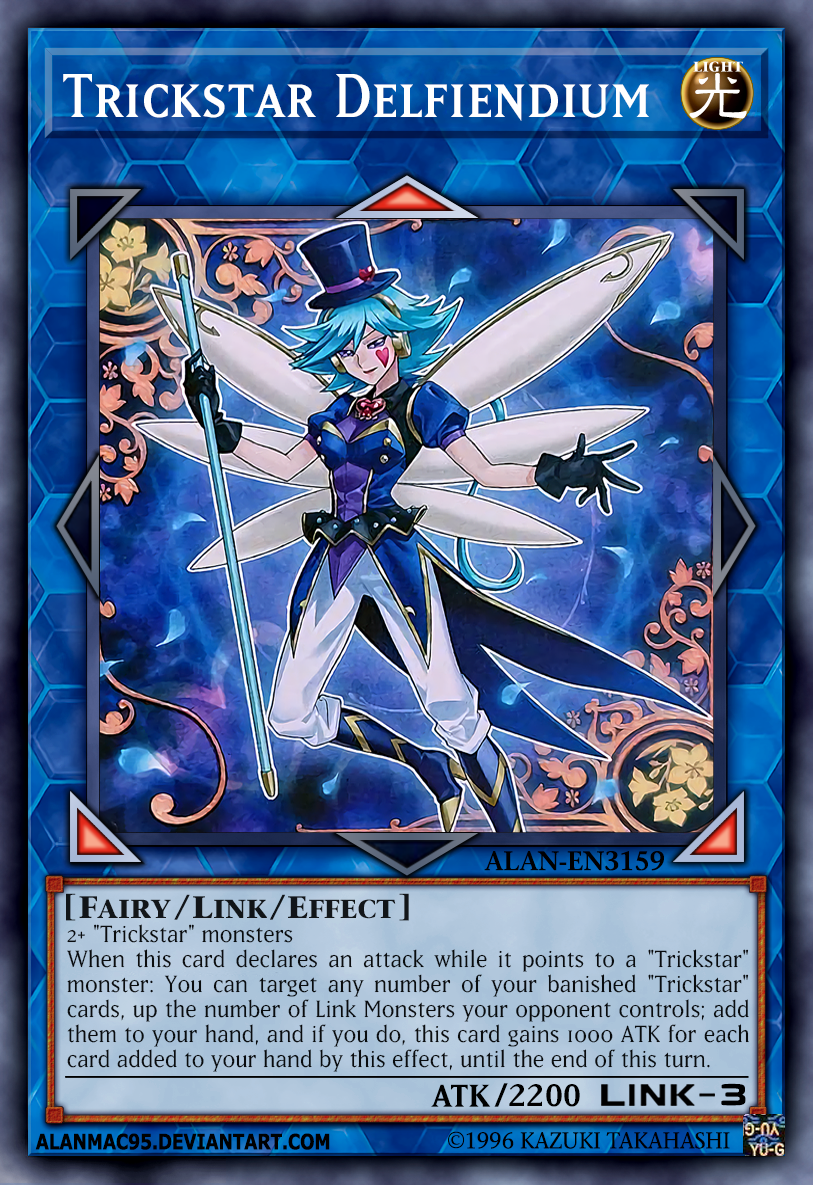 Trickstar Delfiendium
LIGHT
光
ALAN-EN3159
[Fairy/Link/Effect]
2+ "Trickstar" monsters
When this card declares an attack while it points to a "Trickstar"
monster: You can target any number of your banished "Trickstar"
cards, up the number of Link Monsters your opponent controls; add
them to your hand, and if you do, this card gains 1000 ATK for each
card added to your hand by this effect, until the end of this turn.
ATK/2200 LINK-3
ALANMAC95.DEVIANTART.COM
©1996 KAZUKI TAKAHASHI
YU-G
YU-G